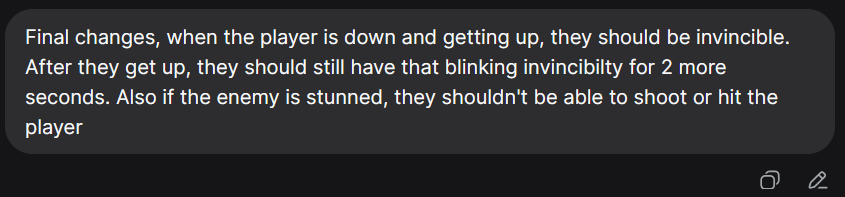 Final changes, when the player is down and getting up, they should be invincible.
After they get up, they should still have that blinking invincibilty for 2 more
seconds. Also if the enemy is stunned, they shouldn't be able to shoot or hit the
player